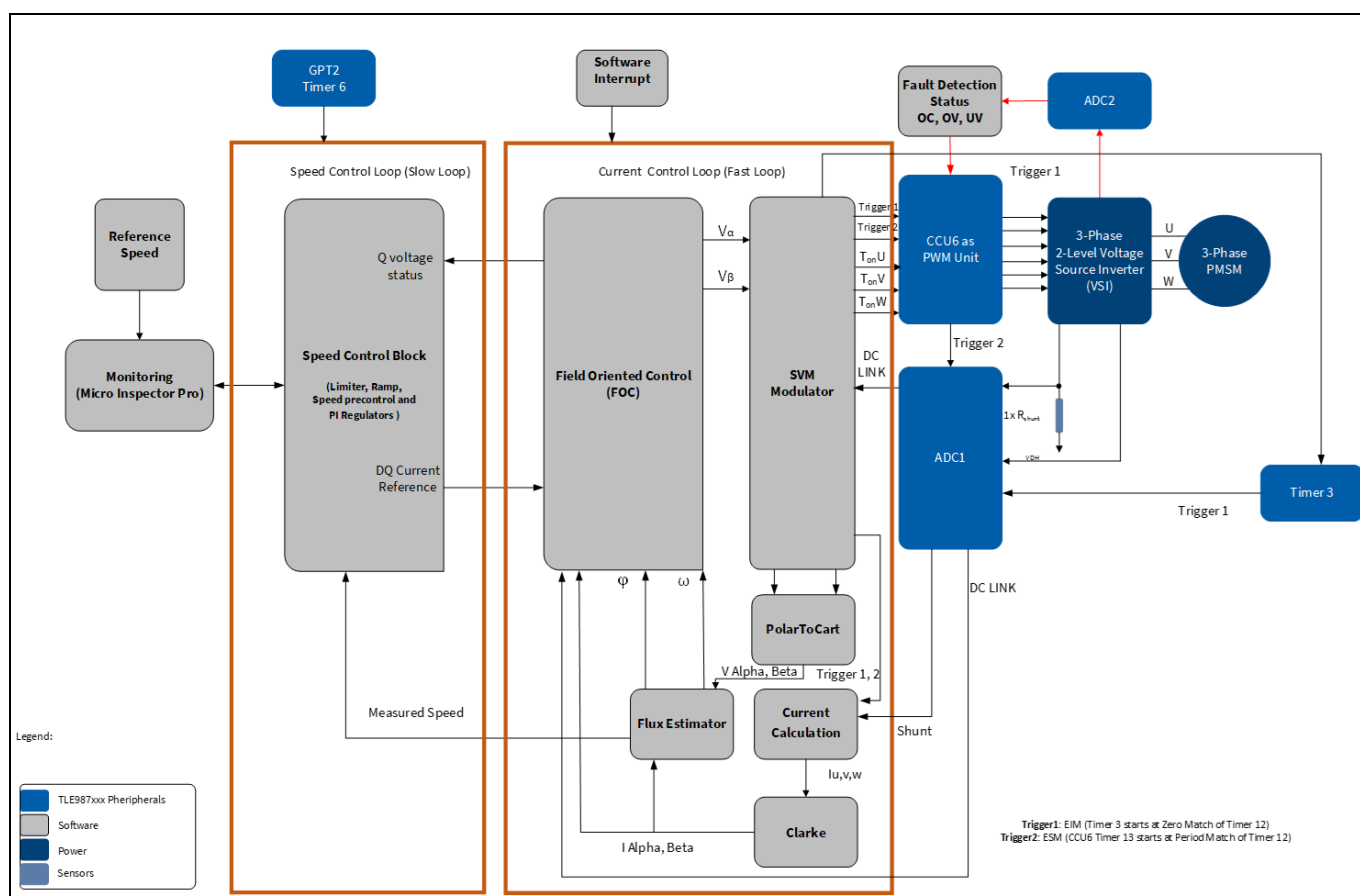 GPT2
Timer 6
Software
Interrupt
Fault Detection
Status
OC, OV, UV
ADC2
Speed Control Loop (Slow Loop)
Current Control Loop (Fast Loop)
Trigger 1
Reference
Speed
Q voltage
status
Vα
Vβ
Trigger 1
Trigger 2
TonU
TonV
TonW
CCU6 as
PWM Unit
3-Phase
2-Level Voltage
Source Inverter
(VSI)
U
V
W
3-Phase
PMSM
Monitoring
(Micro Inspector Pro)
Speed Control Block
(Limiter, Ramp,
Speed precontrol and
PI Regulators )
Field Oriented Control
(FOC)
SVM
Modulator
DC
LINK
Trigger 2
1x Rshunt
VDH
ADC1
DQ Current
Reference
Timer 3
Trigger 1
φ
ω
DC LINK
PolarToCart
V Alpha, Beta
Trigger 1, 2
Measured Speed
Flux Estimator
Current
Calculation
Shunt
Iu,v,w
I Alpha, Beta
Clarke
Legend:
TLE987xxx Pheripherals
Software
Power
Sensors
Trigger1: EIM (Timer 3 starts at Zero Match of Timer 12)
Trigger2: ESM (CCU6 Timer 13 starts at Period Match of Timer 12)